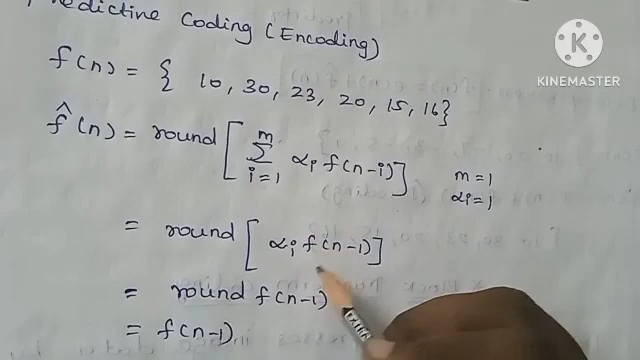 Predictive Coding (Encoding)
f(n) = { 10, 30, 23, 20, 15, 16}
f̂(n) = round [ m ∑ i=1 αi f(n-i)] m=1
αi=1
= round [ αi f(n-1)]
= round f(n-1)
= f(n-1)
KINEMASTER